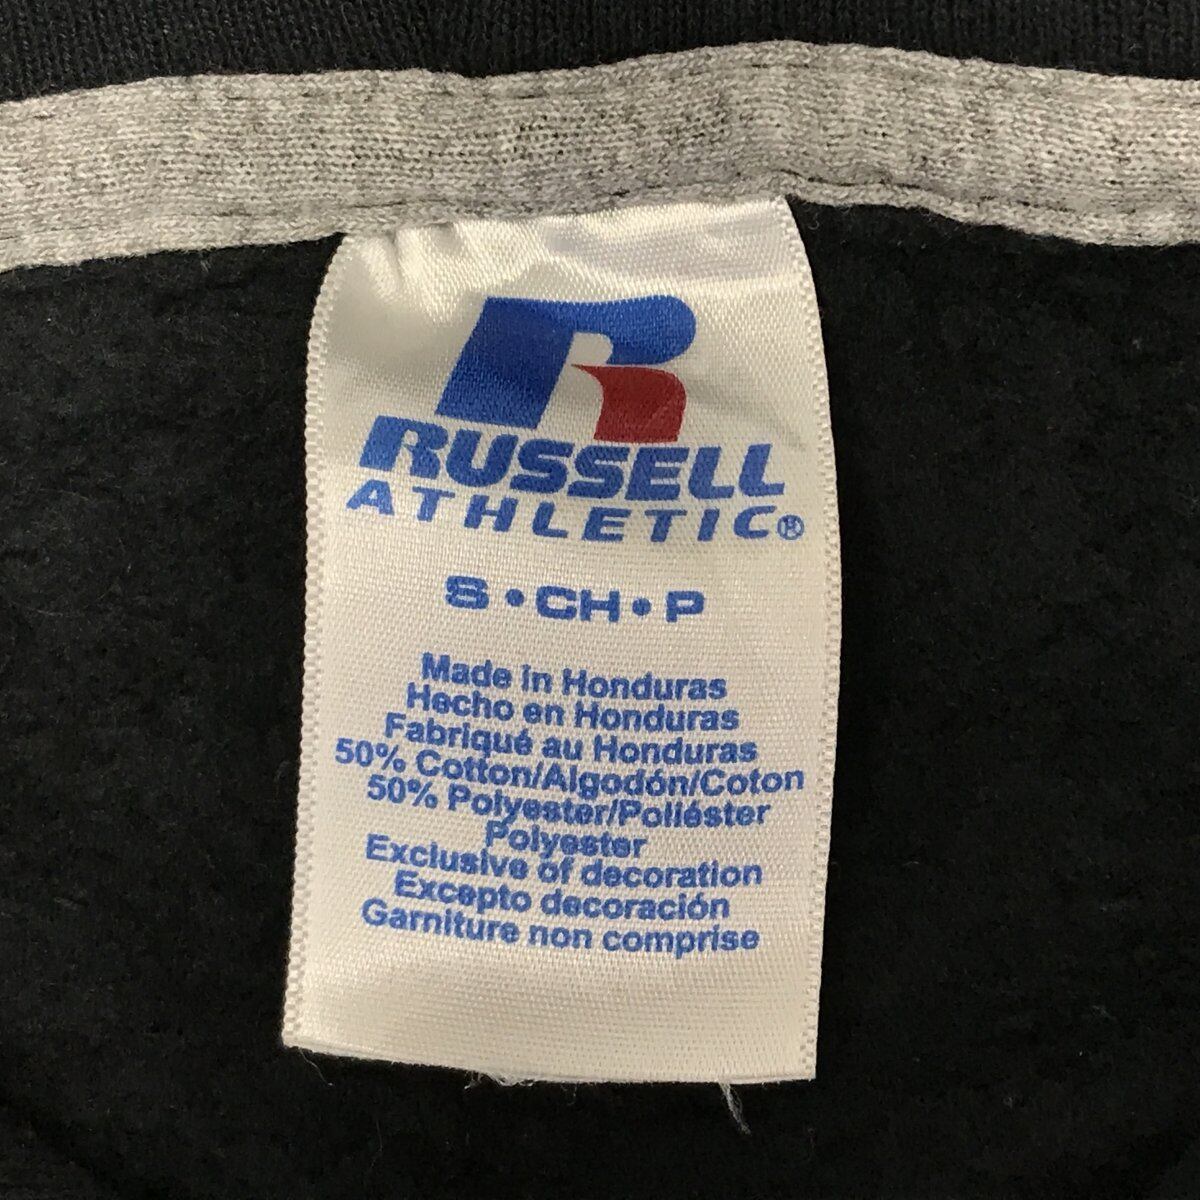 R
RUSSELL
ATHLETIC®
S • CH • P
Made in Honduras
Hecho en Honduras
Fabriqué au Honduras
50% Cotton/Algodón/Coton
50% Polyester/Poliéster
Polyester
Exclusive of decoration
Excepto decoración
Garniture non comprise